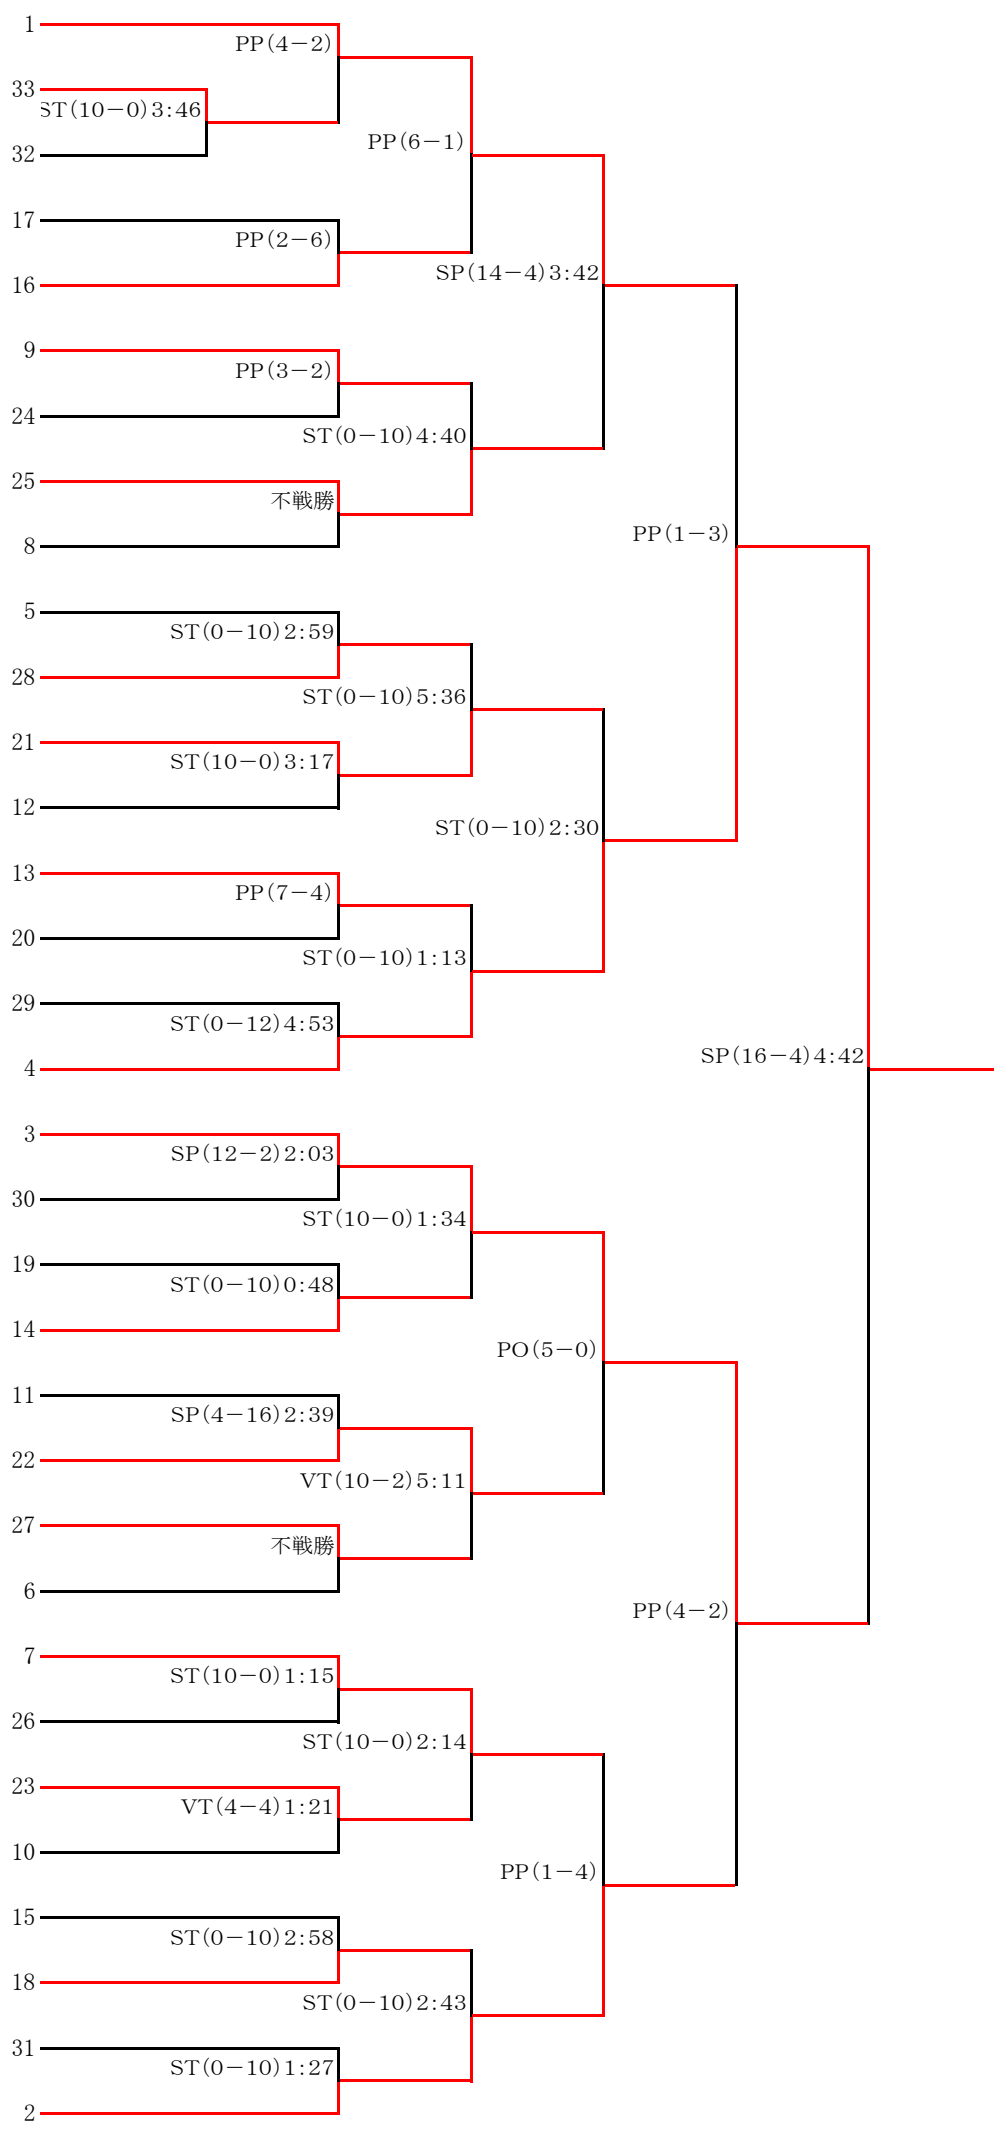 1
PP(4－2)
33
ST(10－0)3:46
PP(6－1)
32
17
PP(2－6)
SP(14－4)3:42
16
9
PP(3－2)
24
ST(0－10)4:40
25
不戦勝
PP(1－3)
8
5
ST(0－10)2:59
28
ST(0－10)5:36
21
ST(10－0)3:17
12
ST(0－10)2:30
13
PP(7－4)
20
ST(0－10)1:13
29
ST(0－12)4:53
SP(16－4)4:42
4
3
SP(12－2)2:03
30
ST(10－0)1:34
19
ST(0－10)0:48
14
PO(5－0)
11
SP(4－16)2:39
22
VT(10－2)5:11
27
不戦勝
6
PP(4－2)
7
ST(10－0)1:15
26
ST(10－0)2:14
23
VT(4－4)1:21
10
PP(1－4)
15
ST(0－10)2:58
18
ST(0－10)2:43
31
ST(0－10)1:27
2